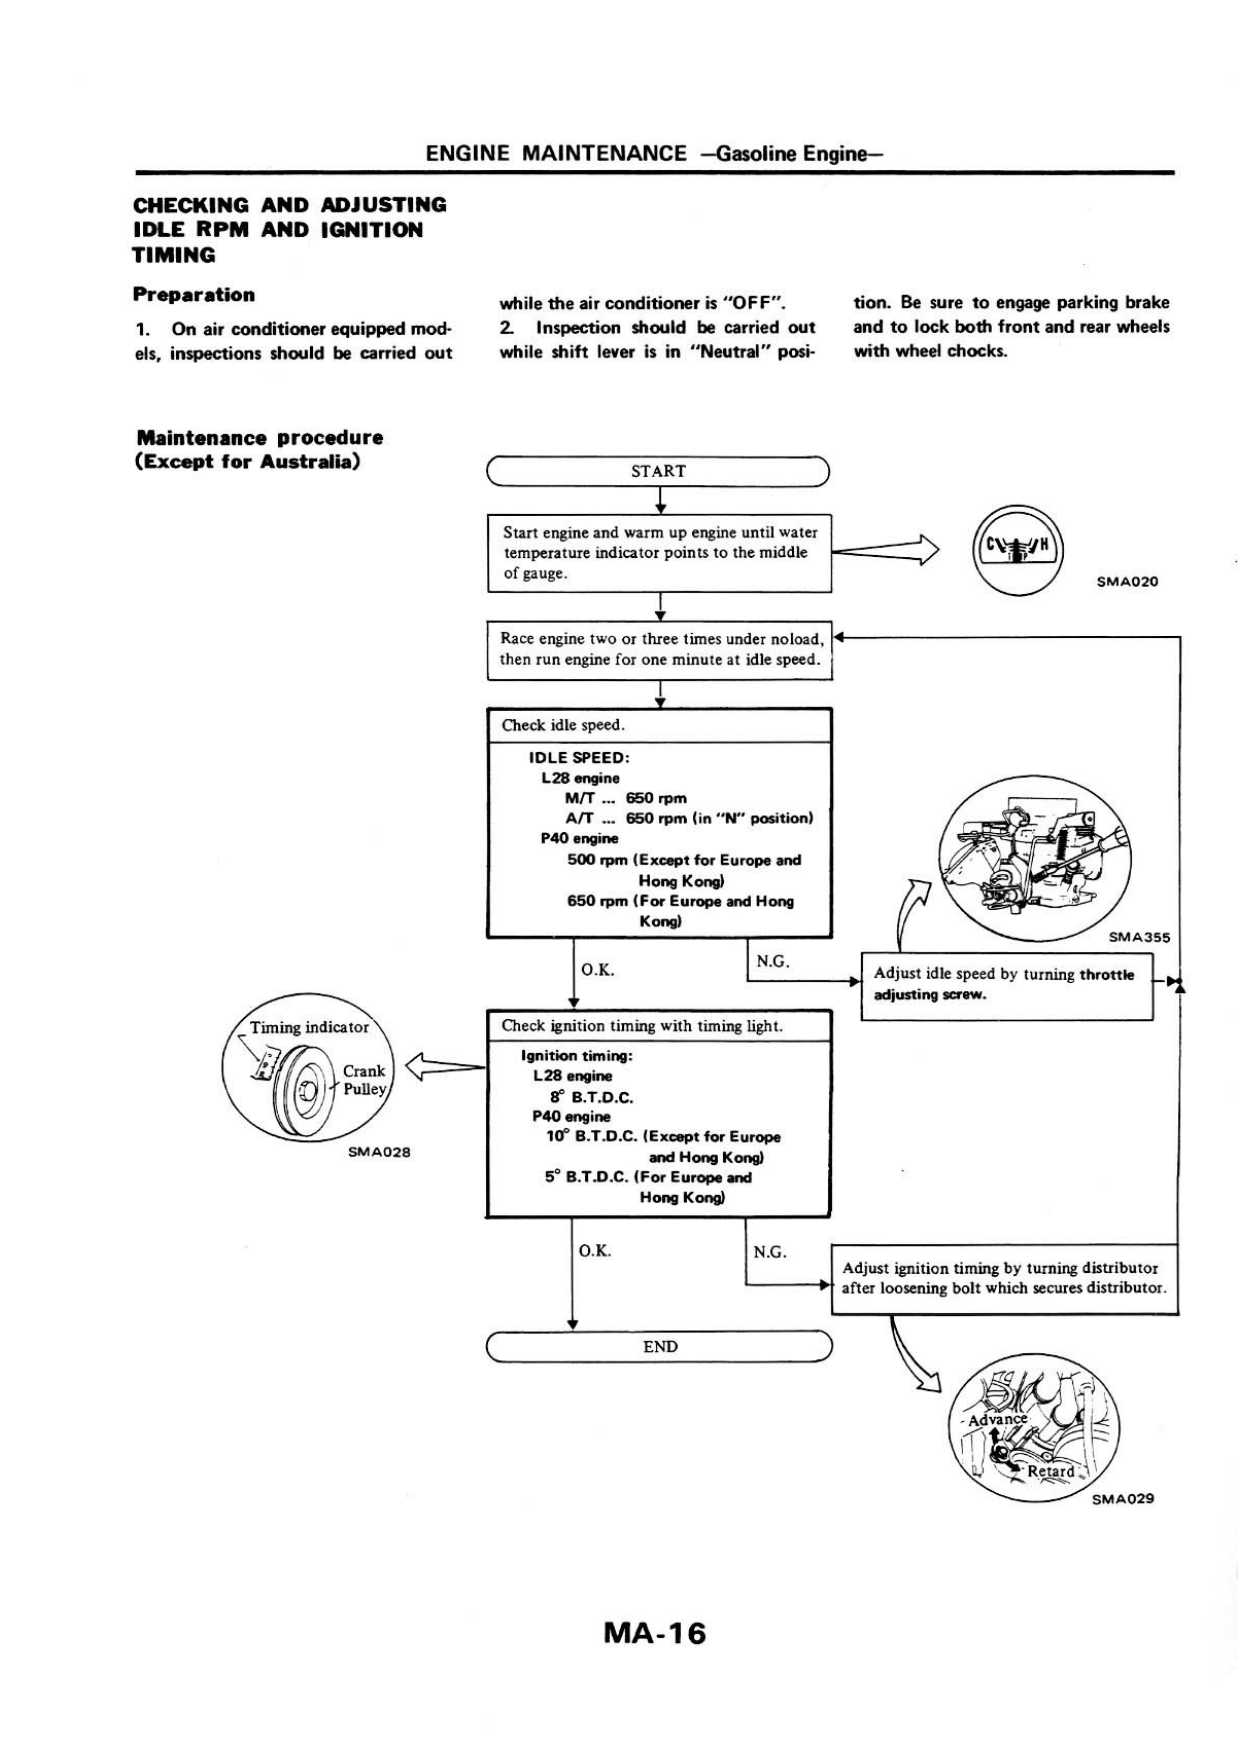 ENGINE MAINTENANCE —Gasoline Engine—
CHECKING AND ADJUSTING
IDLE RPM AND IGNITION
TIMING
Preparation
1. On air conditioner equipped mod-
els, inspections should be carried out
while the air conditioner is "OFF".
2. Inspection should be carried out
while shift lever is in "Neutral" posi-
tion. Be sure to engage parking brake
and to lock both front and rear wheels
with wheel chocks.
Maintenance procedure
(Except for Australia)
START
Start engine and warm up engine until water
temperature indicator points to the middle
of gauge.
C H
SMA020
Race engine two or three times under noload,
then run engine for one minute at idle speed.
Check idle speed.
IDLE SPEED:
L28 engine
M/T ... 650 rpm
A/T ... 650 rpm (in "N" position)
P40 engine
500 rpm (Except for Europe and
Hong Kong)
650 rpm (For Europe and Hong
Kong)
SMA355
O.K.
N.G.
Adjust idle speed by turning throttle
adjusting screw.
Timing indicator
Crank
Pulley
SMA028
Check ignition timing with timing light.
Ignition timing:
L28 engine
8° B.T.D.C.
P40 engine
10° B.T.D.C. (Except for Europe
and Hong Kong)
5° B.T.D.C. (For Europe and
Hong Kong)
O.K.
N.G.
Adjust ignition timing by turning distributor
after loosening bolt which secures distributor.
END
Advance
Retard
SMA029
MA-16